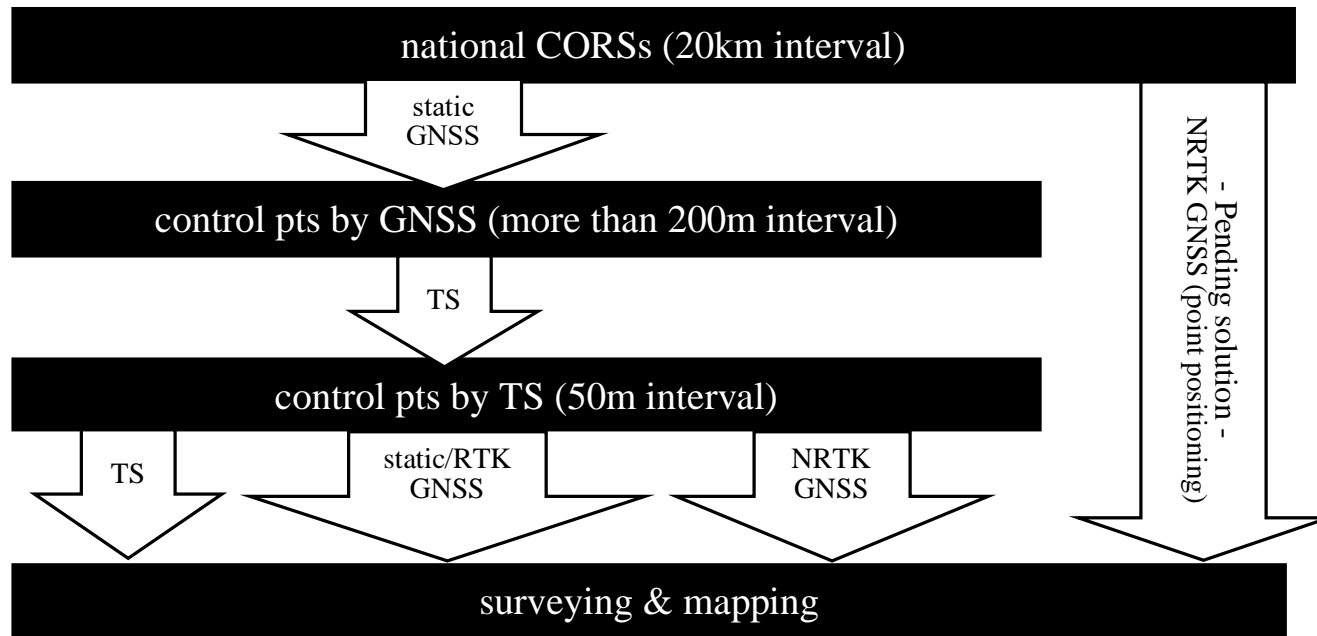 national CORSs (20km interval)
static
GNSS
control pts by GNSS (more than 200m interval)
TS
control pts by TS (50m interval)
TS
static/RTK
GNSS
NRTK
GNSS
- Pending solution -
NRTK GNSS (point positioning)
surveying & mapping